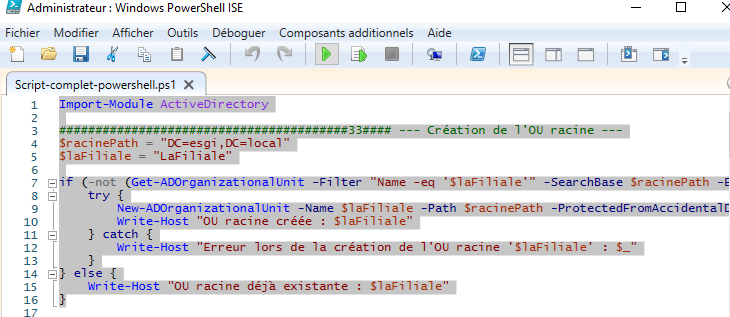 Administrateur : Windows PowerShell ISE
Fichier Modifier Afficher Outils Déboguer Composants additionnels Aide
Script-complet-powershell.ps1 X
1 Import-Module ActiveDirectory
2
3 ########################################33#### --- Création de l'OU racine ---
4 $racinePath = "DC=esgi,DC=local"
5 $laFiliale = "LaFiliale"
6
7 if (-not (Get-ADOrganizationalUnit -Filter "Name -eq '$laFiliale'" -SearchBase $racinePath -E
8 try {
9 New-ADOrganizationalUnit -Name $laFiliale -Path $racinePath -ProtectedFromAccidentalD
10 Write-Host "OU racine créée : $laFiliale"
11 } catch {
12 Write-Host "Erreur lors de la création de l'OU racine '$laFiliale' : $_"
13 }
14 } else {
15 Write-Host "OU racine déjà existante : $laFiliale"
16 }
17